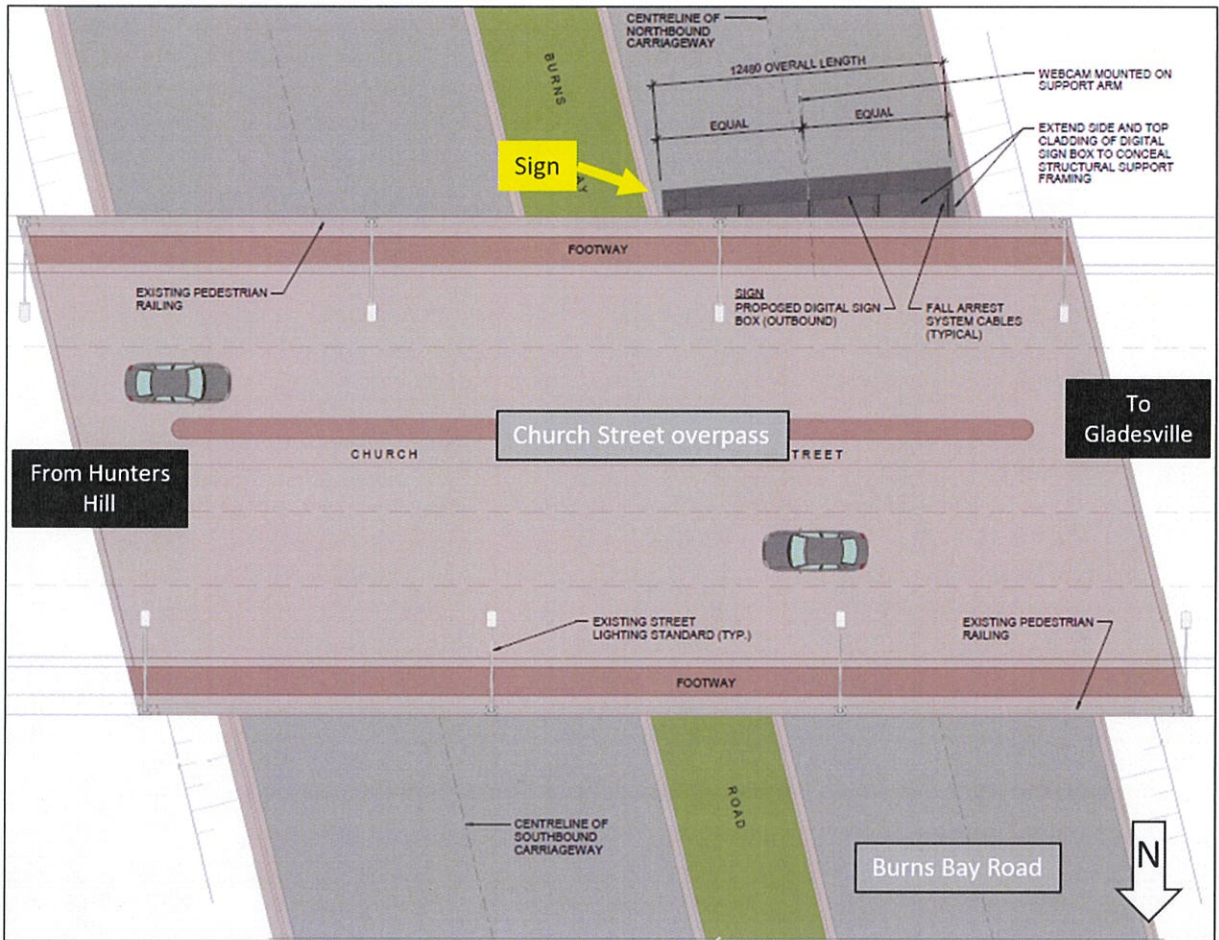 CENTRELINE OF
NORTHBOUND
CARRIAGEWAY
12480 OVERALL LENGTH
WEBCAM MOUNTED ON
SUPPORT ARM
EQUAL
EQUAL
EXTEND SIDE AND TOP
CLADDING OF DIGITAL
SIGN BOX TO CONCEAL
STRUCTURAL SUPPORT
FRAMING
BURNS
Sign
AY
FOOTWAY
EXISTING PEDESTRIAN
RAILING
SIGN
PROPOSED DIGITAL SIGN
BOX (OUTBOUND)
FALL ARREST
SYSTEM CABLES
(TYPICAL)
To
Gladesville
Church Street overpass
CHURCH
TREET
From Hunters
Hill
EXISTING STREET
LIGHTING STANDARD (TYP.)
EXISTING PEDESTRIAN
RAILING
FOOTWAY
ROAD
CENTRELINE OF
SOUTHBOUND
CARRIAGEWAY
Burns Bay Road
N